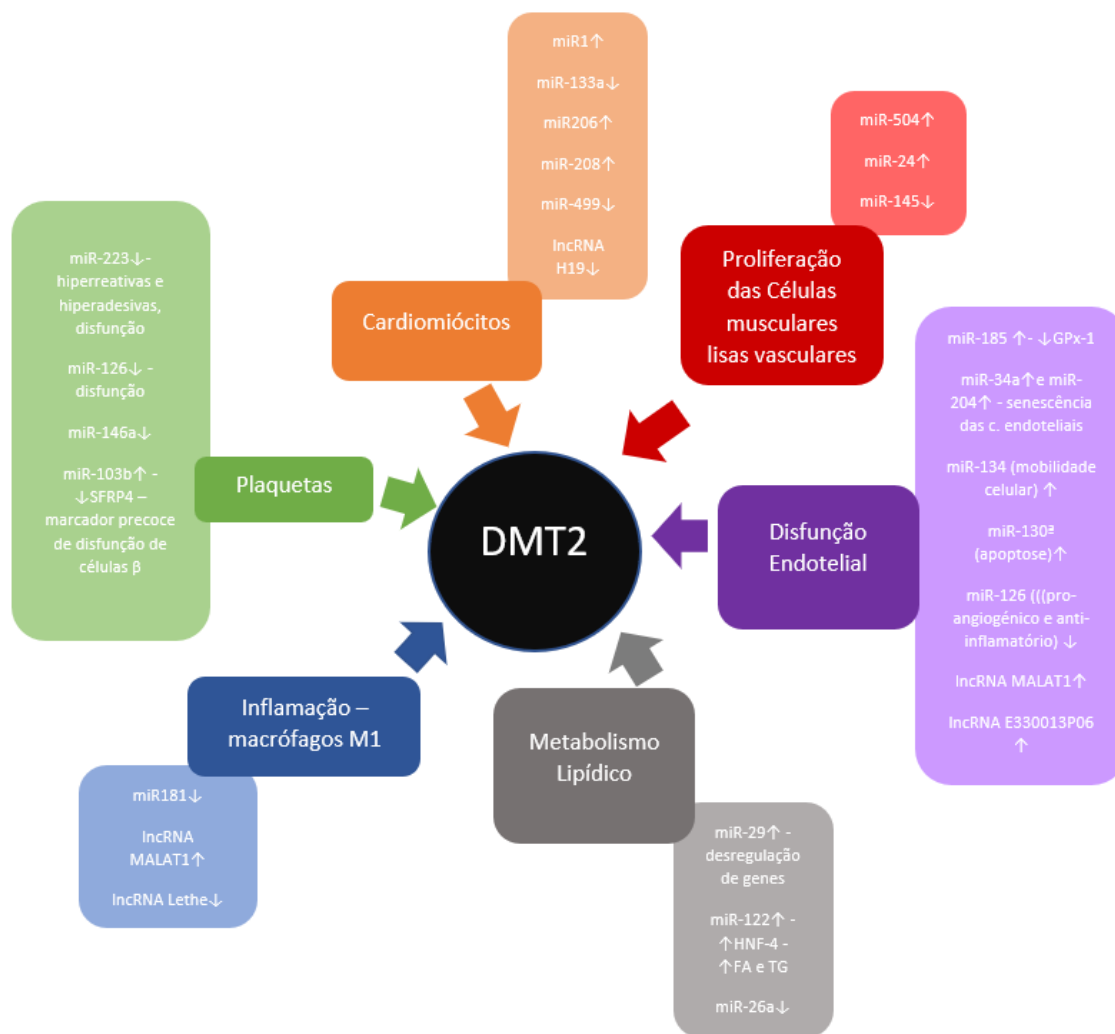 miR1↑
miR-133a↓
miR206↑
miR-208↑
miR-499↓
lncRNA
H19↓
Cardiomiócitos
miR-504↑
miR-24↑
miR-145↓
Proliferação
das Células
musculares
lisas vasculares
miR-223↓-
hiperreativas e
hiperadesivas,
disfunção
miR-126↓ -
disfunção
miR-146a↓
miR-103b↑ -
↓SFRP4 –
marcador precoce
de disfunção de
células β
Plaquetas
DMT2
miR-185 ↑- ↓GPx-1
miR-34a↑e miR-
204↑ - senescência
das c. endoteliais
miR-134 (mobilidade
celular) ↑
miR-130ª
(apoptose)↑
miR-126 (((pro-
angiogénico e anti-
inflamatório) ↓
lncRNA MALAT1↑
lncRNA E330013P06
↑
Disfunção
Endotelial
Inflamação –
macrófagos M1
miR181↓
lncRNA
MALAT1↑
lncRNA Lethe↓
Metabolismo
Lipídico
miR-29↑ -
desregulação
de genes
miR-122↑ -
↑HNF-4 -
↑FA e TG
miR-26a↓